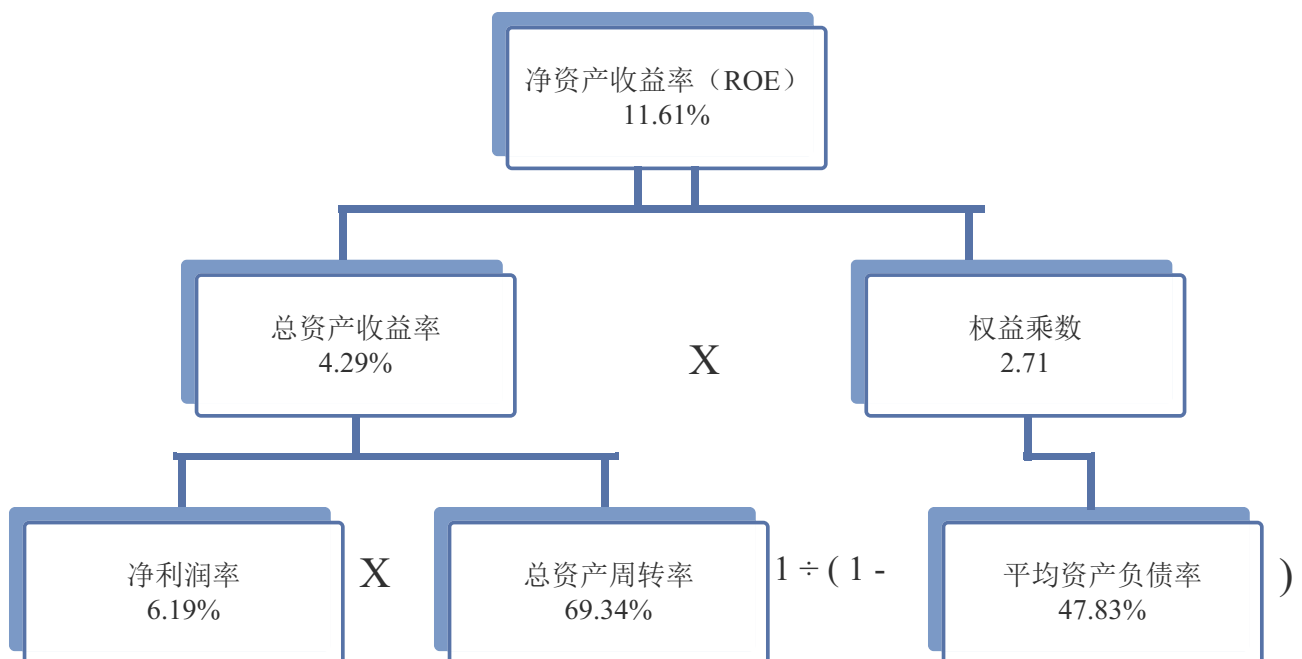 净资产收益率（ROE）
11.61%
总资产收益率
4.29%
X
权益乘数
2.71
净利润率
6.19%
X
总资产周转率
69.34%
1 ÷ ( 1 -
平均资产负债率
47.83%
)